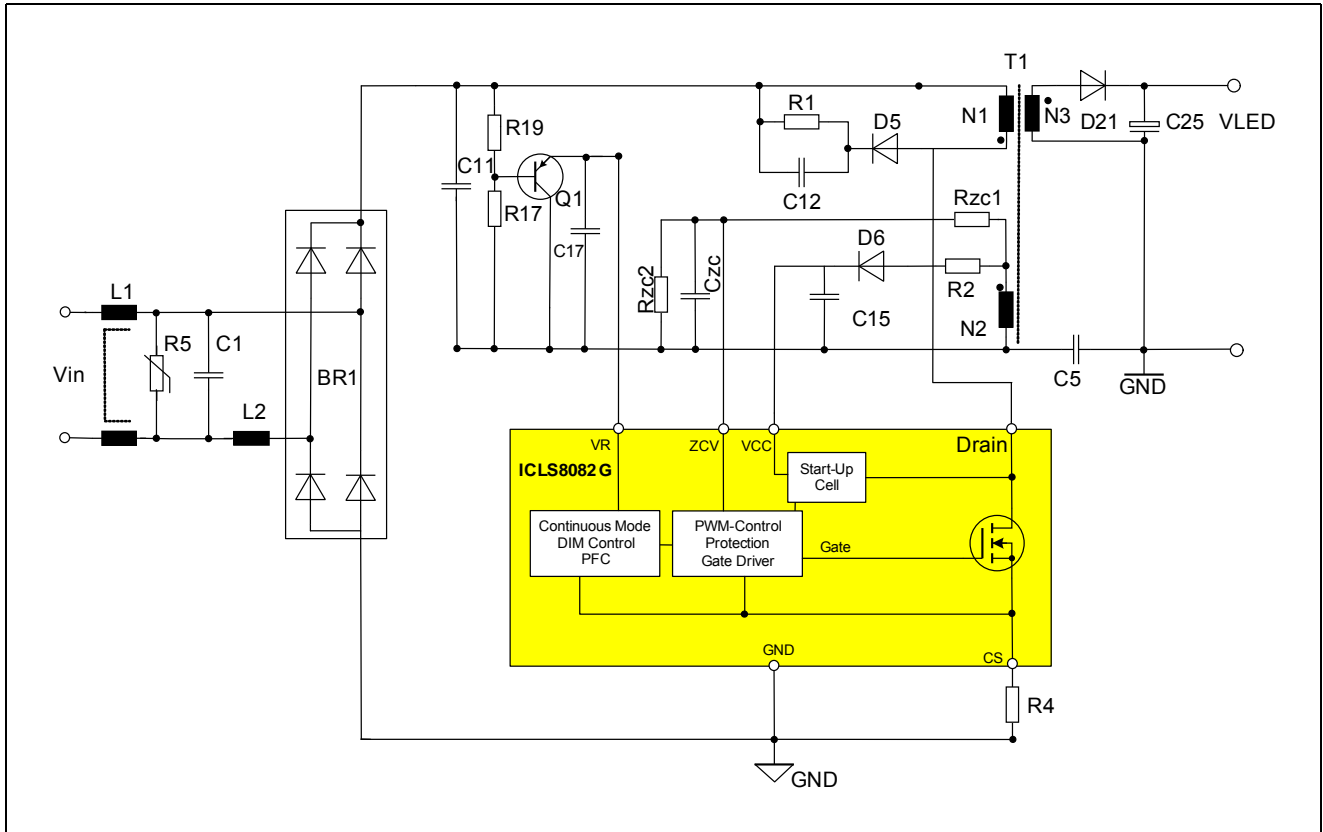 T1
R1
D5
N1
N3
D21
C25
VLED
R19
C11
Q1
R17
C17
C12
Rzc1
D6
Rzc2
Czc
R2
C15
N2
L1
R5
C1
Vin
BR1
L2
C5
GND
VR
ZCV
VCC
Drain
ICLS8082G
Start-Up
Cell
Continuous Mode
DIM Control
PFC
PWM-Control
Protection
Gate Driver
Gate
GND
CS
R4
GND